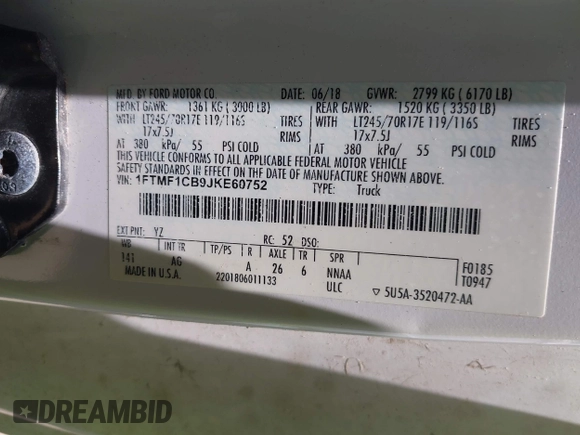 MFD. BY FORD MOTOR CO. DATE: 06/18 GVWR: 2799 KG ( 6170 LB)
FRONT GAWR: 1361 KG ( 3000 LB) REAR GAWR: 1520 KG ( 3350 LB)
WITH LT245/70R17E 119/116S TIRES WITH LT245/70R17E 119/116S TIRES
17x7.5J RIMS 17x7.5J RIMS
AT 380 kPa/ 55 PSI COLD AT 380 kPa/ 55 PSI COLD
THIS VEHICLE CONFORMS TO ALL APPLICABLE FEDERAL MOTOR VEHICLE
SAFETY STANDARDS IN EFFECT ON THE DATE OF MANUFACTURE SHOWN ABOVE.
VIN: 1FTMF1CB9JKE60752 TYPE: Truck
EXT PNT: YZ RC: 52 DSO:
WB INT TR TP/PS R AXLE TR SPR
141 AG A 26 6 NNAA F0185
MADE IN U.S.A. 2201806011133 ULC T0947
▽ 5U5A-3520472-AA
DREAMBID